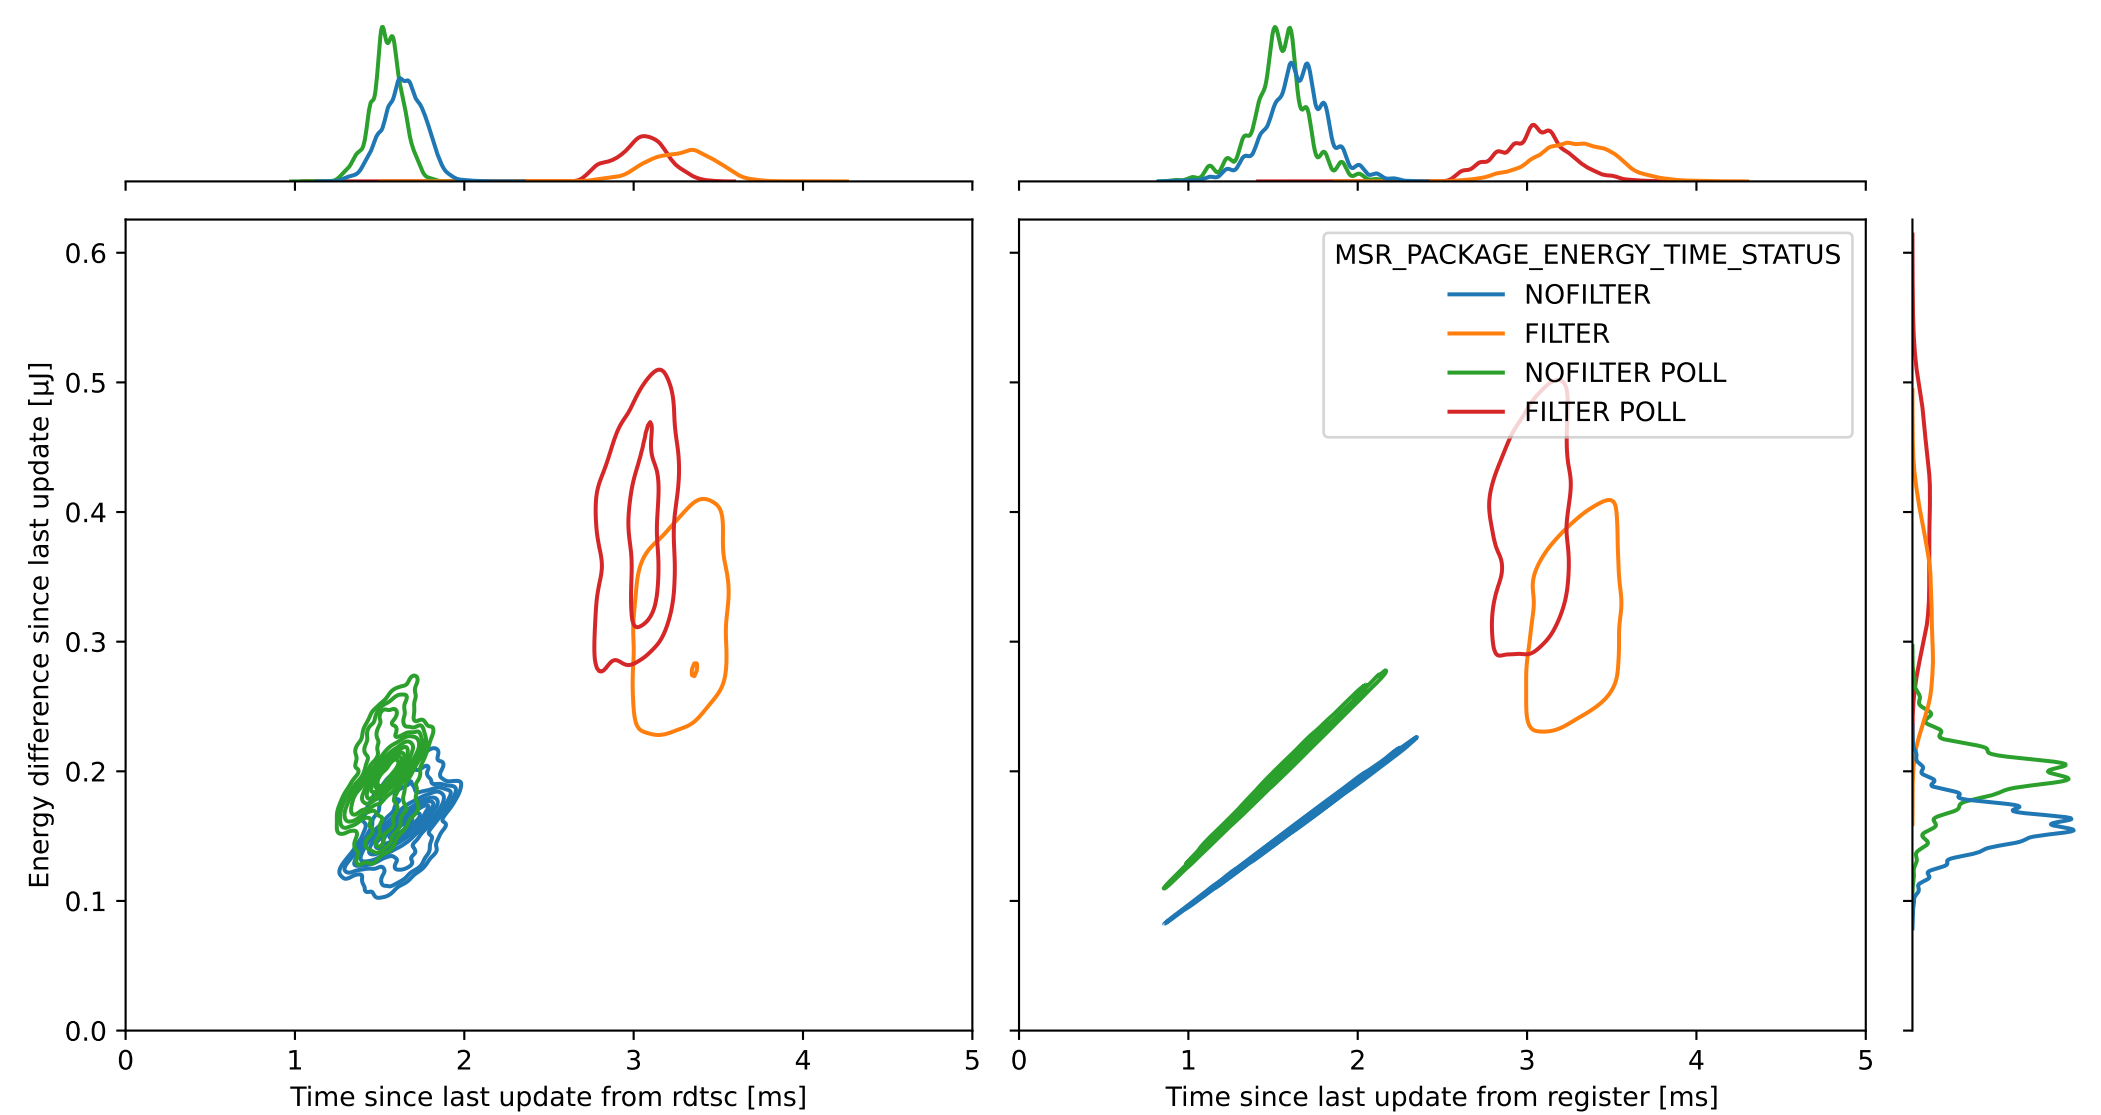 MSR_PACKAGE_ENERGY_TIME_STATUS
NOFILTER
FILTER
NOFILTER POLL
FILTER POLL
Energy difference since last update [µJ]
0.6
0.5
0.4
0.3
0.2
0.1
0.0
0 1 2 3 4 5
0 1 2 3 4 5
Time since last update from rdtsc [ms]
Time since last update from register [ms]